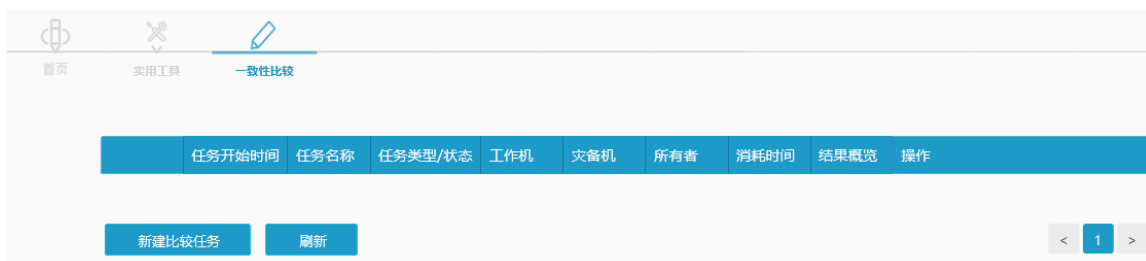 首页 实用工具 一致性比较
任务开始时间 任务名称 任务类型/状态 工作机 灾备机 所有者 消耗时间 结果概览 操作
新建比较任务 刷新 < 1 >